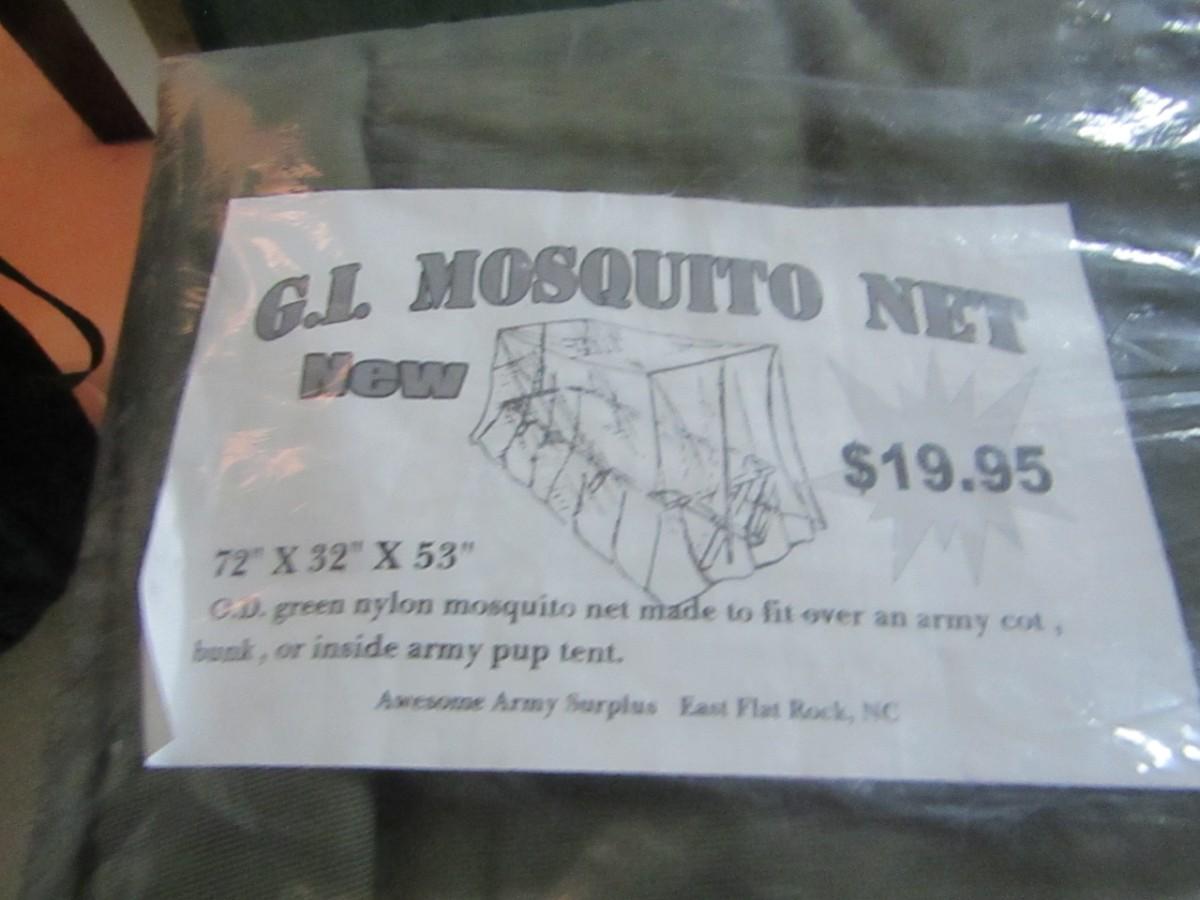 G.I. MOSQUITO NET
New
$19.95
72" X 32" X 53"
O.D. green nylon mosquito net made to fit over an army cot ,
bunk , or inside army pup tent.
Awesome Army Surplus East Flat Rock, NC